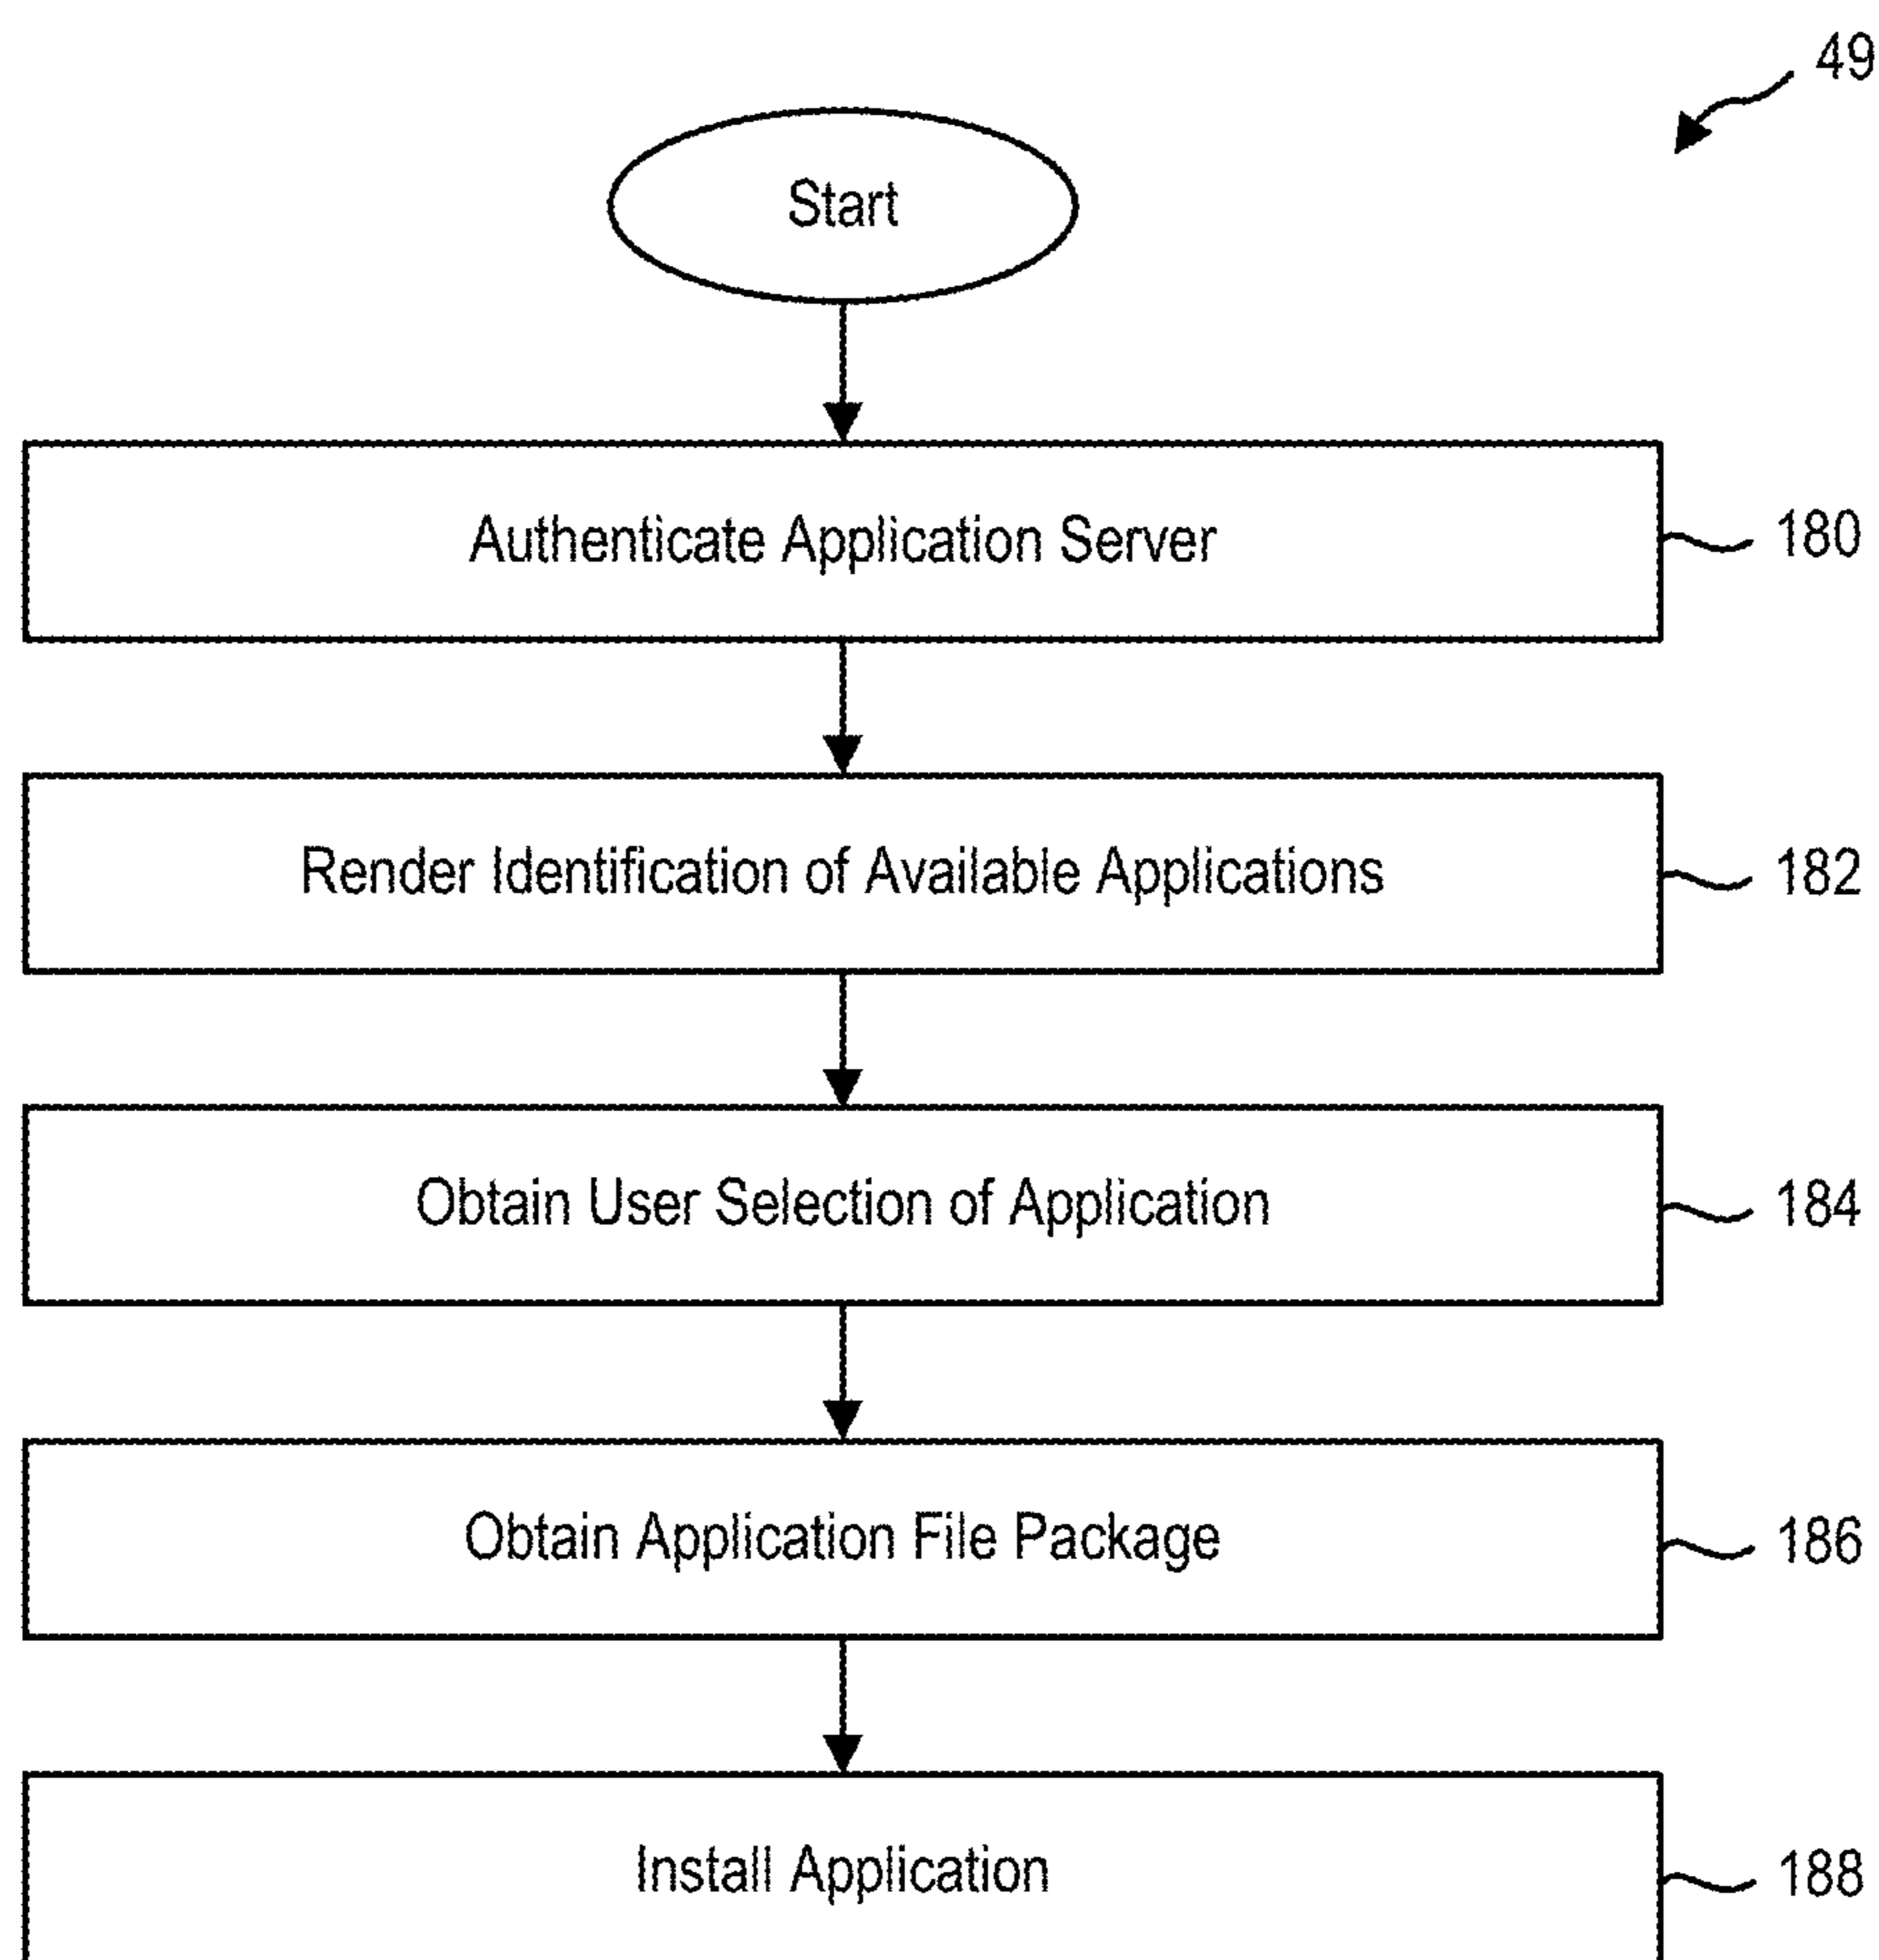 49
Start
Authenticate Application Server
180
Render Identification of Available Applications
182
Obtain User Selection of Application
184
Obtain Application File Package
186
Install Application
188